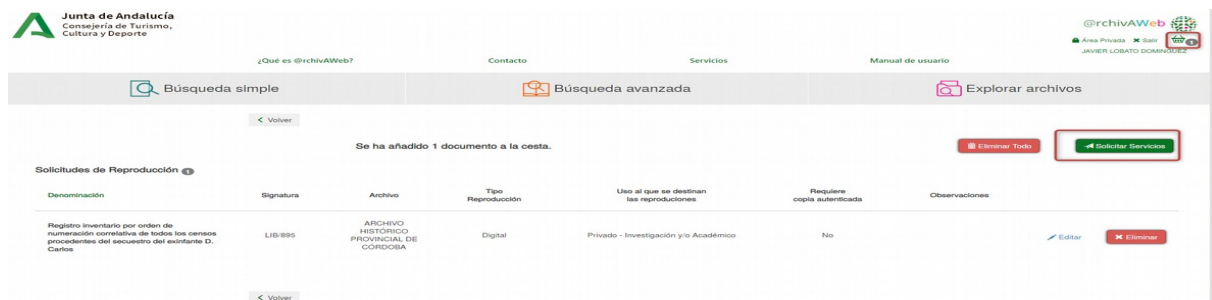 Junta de Andalucía
Consejería de Turismo,
Cultura y Deporte
@rchivAWeb
Área Privada Salir 1
JAVIER LOBATO DOMINGUEZ
¿Qué es @rchivAWeb? Contacto Servicios Manual de usuario
Búsqueda simple Búsqueda avanzada Explorar archivos
< Volver
Se ha añadido 1 documento a la cesta.
Eliminar Todo Solicitar Servicios
Solicitudes de Reproducción 1
Denominación Signatura Archivo Tipo Reproducción Uso al que se destinan las reproducciones Requiere copia autenticada Observaciones
Registro inventario por orden de
numeración correlativa de todos los censos
procedentes del secuestro del exinfante D.
Carlos
LIB/895
ARCHIVO
HISTÓRICO
PROVINCIAL DE
CÓRDOBA
Digital
Privado - Investigación y/o Académico
No
Editar
Eliminar
< Volver